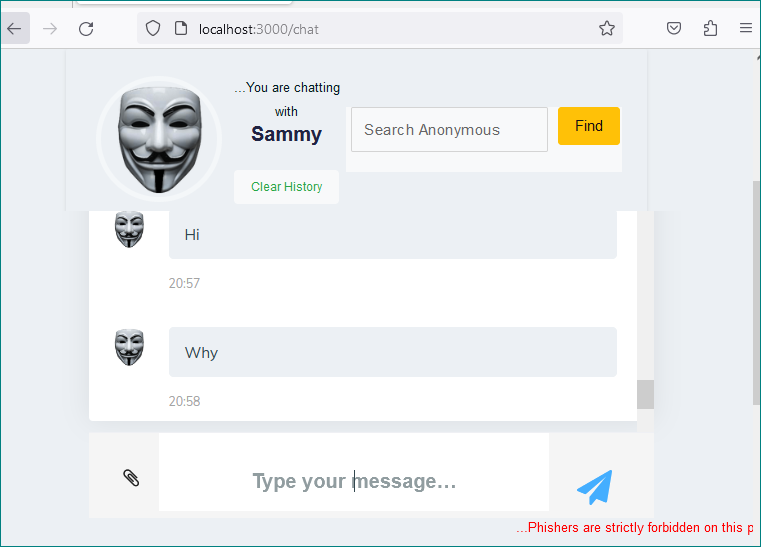 localhost:3000/chat
...You are chatting
with
Sammy
Search Anonymous
Find
Clear History
Hi
20:57
Why
20:58
Type your message...
...Phishers are strictly forbidden on this p